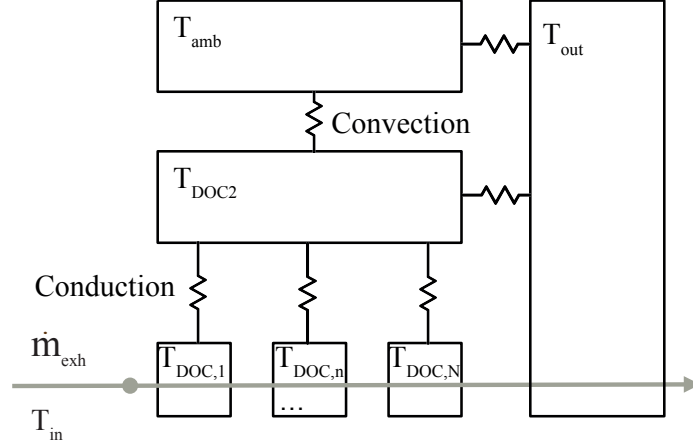 T_amb
T_out
Convection
T_DOC2
Conduction
ṁ_exh
T_DOC,1
T_DOC,n
T_DOC,N
...
T_in